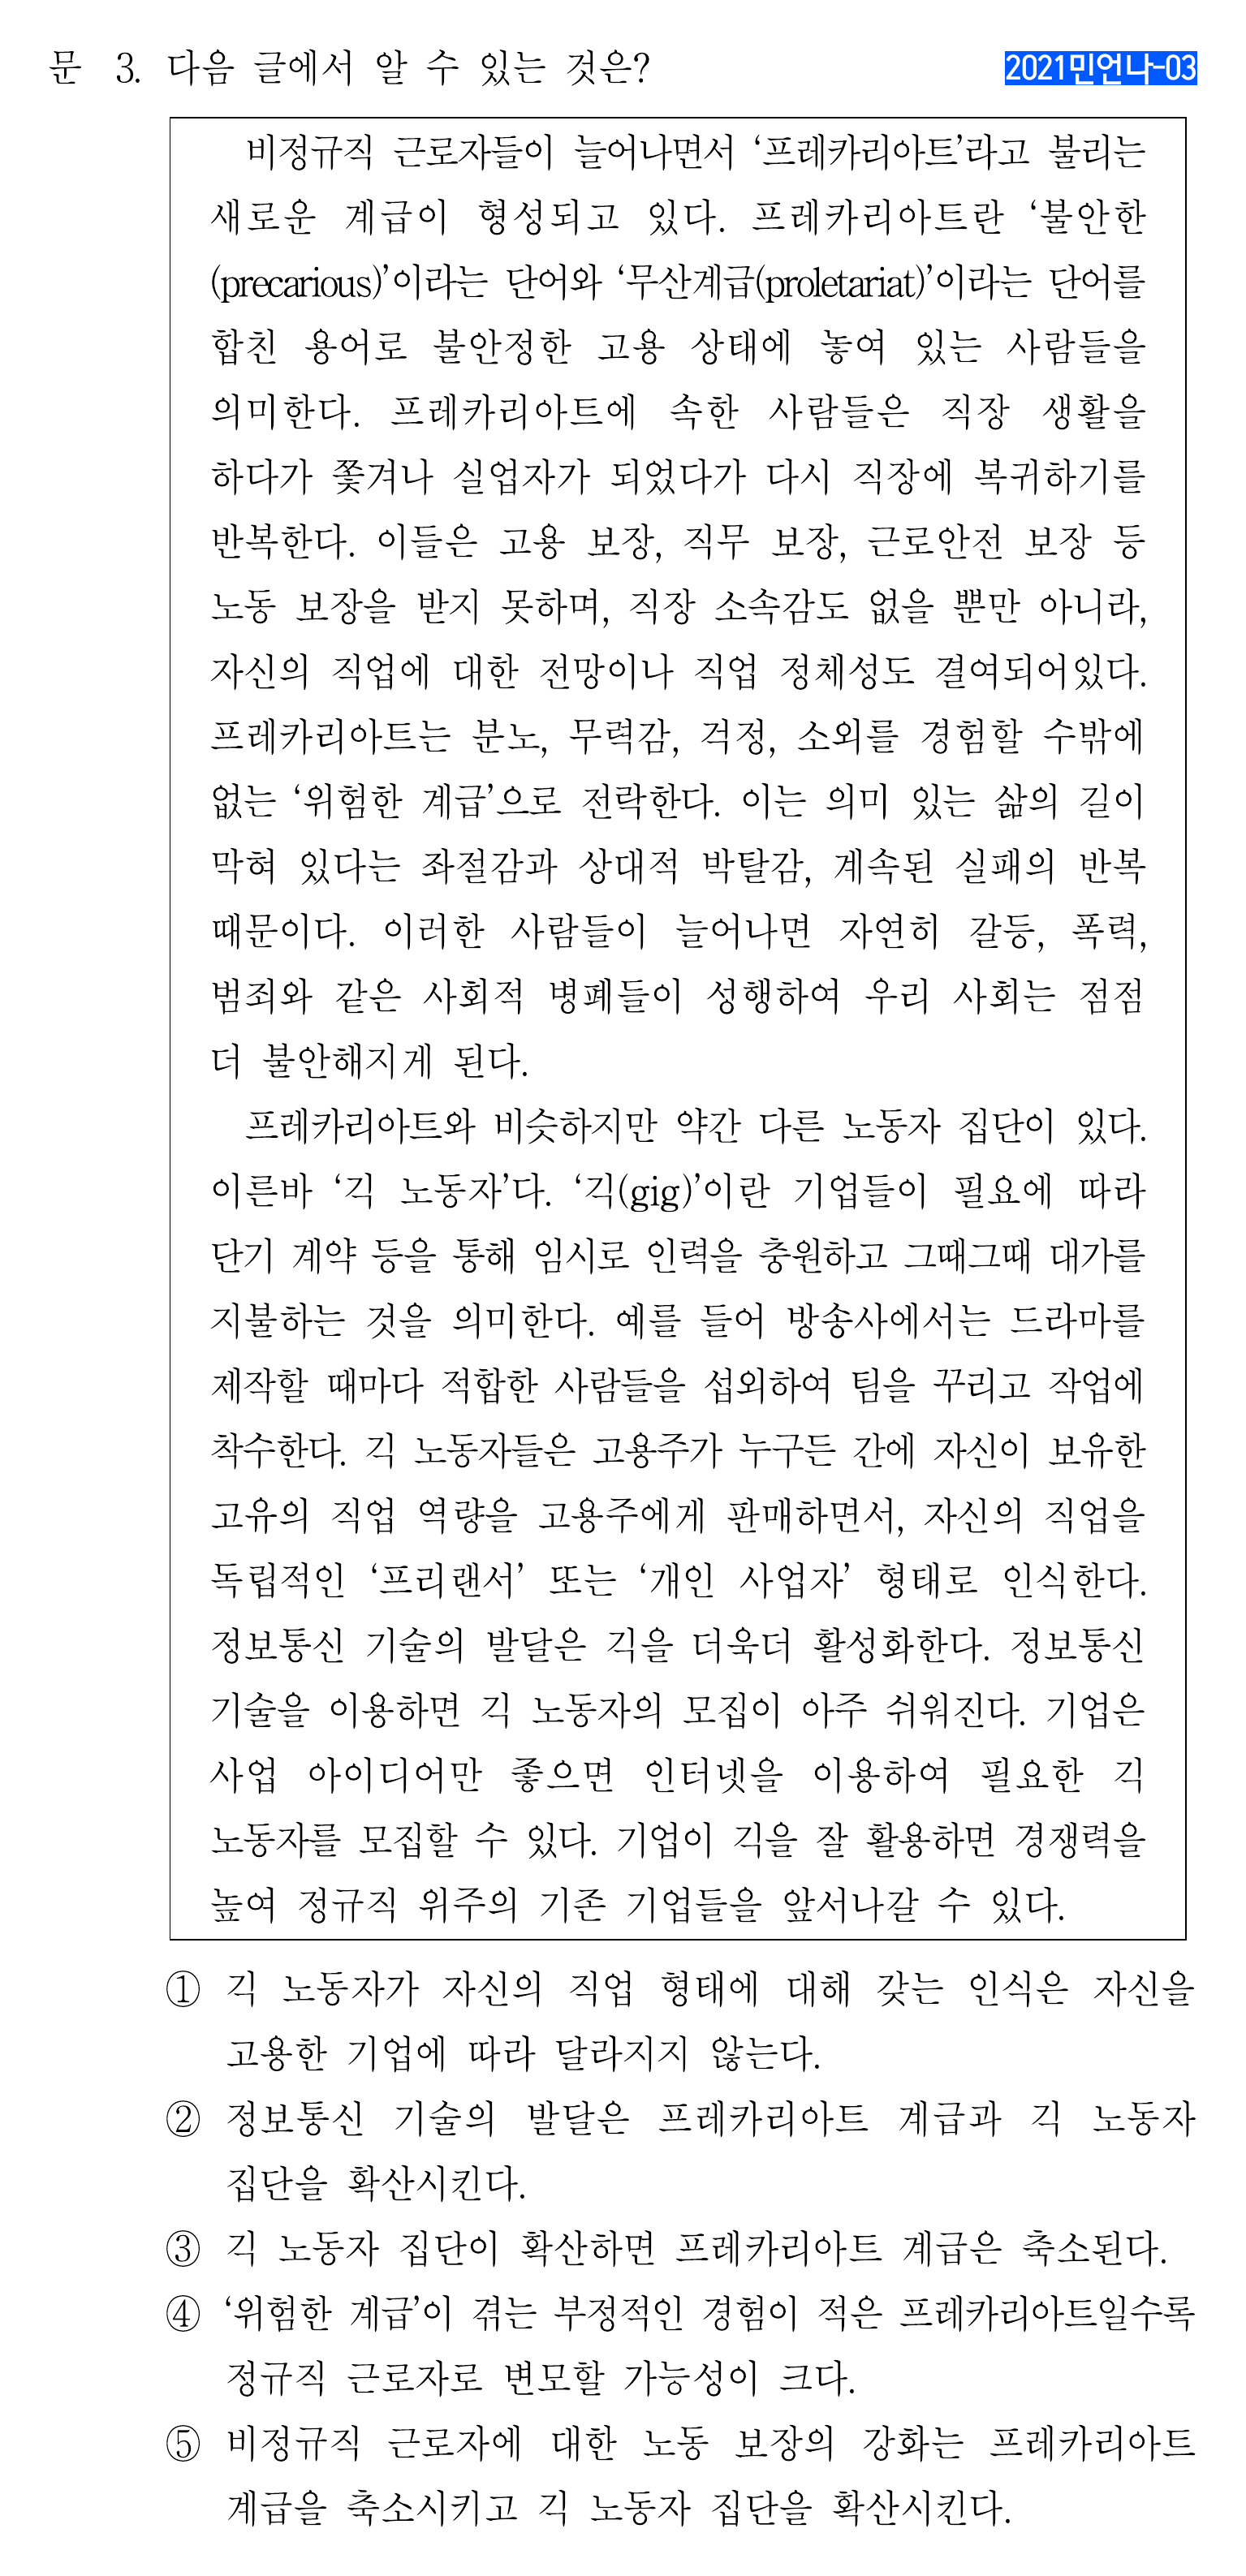 문 3. 다음 글에서 알 수 있는 것은?
2021민언나-03
비정규직 근로자들이 늘어나면서 ‘프레카리아트’라고 불리는
새로운 계급이 형성되고 있다. 프레카리아트란 ‘불안한
(precarious)’이라는 단어와 ‘무산계급(proletariat)’이라는 단어를
합친 용어로 불안정한 고용 상태에 놓여 있는 사람들을
의미한다. 프레카리아트에 속한 사람들은 직장 생활을
하다가 쫓겨나 실업자가 되었다가 다시 직장에 복귀하기를
반복한다. 이들은 고용 보장, 직무 보장, 근로안전 보장 등
노동 보장을 받지 못하며, 직장 소속감도 없을 뿐만 아니라,
자신의 직업에 대한 전망이나 직업 정체성도 결여되어있다.
프레카리아트는 분노, 무력감, 걱정, 소외를 경험할 수밖에
없는 ‘위험한 계급’으로 전락한다. 이는 의미 있는 삶의 길이
막혀 있다는 좌절감과 상대적 박탈감, 계속된 실패의 반복
때문이다. 이러한 사람들이 늘어나면 자연히 갈등, 폭력,
범죄와 같은 사회적 병폐들이 성행하여 우리 사회는 점점
더 불안해지게 된다.
프레카리아트와 비슷하지만 약간 다른 노동자 집단이 있다.
이른바 ‘긱 노동자’다. ‘긱(gig)’이란 기업들이 필요에 따라
단기 계약 등을 통해 임시로 인력을 충원하고 그때그때 대가를
지불하는 것을 의미한다. 예를 들어 방송사에서는 드라마를
제작할 때마다 적합한 사람들을 섭외하여 팀을 꾸리고 작업에
착수한다. 긱 노동자들은 고용주가 누구든 간에 자신이 보유한
고유의 직업 역량을 고용주에게 판매하면서, 자신의 직업을
독립적인 ‘프리랜서’ 또는 ‘개인 사업자’ 형태로 인식한다.
정보통신 기술의 발달은 긱을 더욱더 활성화한다. 정보통신
기술을 이용하면 긱 노동자의 모집이 아주 쉬워진다. 기업은
사업 아이디어만 좋으면 인터넷을 이용하여 필요한 긱
노동자를 모집할 수 있다. 기업이 긱을 잘 활용하면 경쟁력을
높여 정규직 위주의 기존 기업들을 앞서나갈 수 있다.
① 긱 노동자가 자신의 직업 형태에 대해 갖는 인식은 자신을
고용한 기업에 따라 달라지지 않는다.
② 정보통신 기술의 발달은 프레카리아트 계급과 긱 노동자
집단을 확산시킨다.
③ 긱 노동자 집단이 확산하면 프레카리아트 계급은 축소된다.
④ ‘위험한 계급’이 겪는 부정적인 경험이 적은 프레카리아트일수록
정규직 근로자로 변모할 가능성이 크다.
⑤ 비정규직 근로자에 대한 노동 보장의 강화는 프레카리아트
계급을 축소시키고 긱 노동자 집단을 확산시킨다.